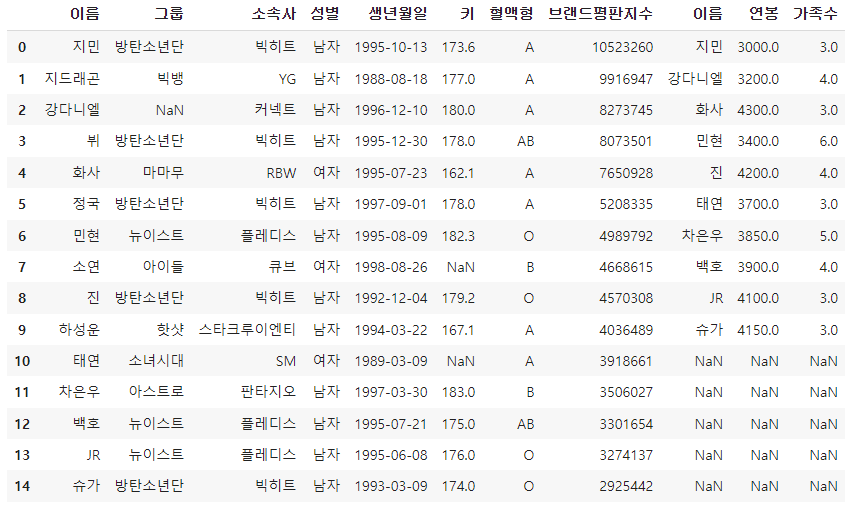 이름 그룹 소속사 성별 생년월일 키 혈액형 브랜드평판지수 이름 연봉 가족수
0 지민 방탄소년단 빅히트 남자 1995-10-13 173.6 A 10523260 지민 3000.0 3.0
1 지드래곤 빅뱅 YG 남자 1988-08-18 177.0 A 9916947 강다니엘 3200.0 4.0
2 강다니엘 NaN 커넥트 남자 1996-12-10 180.0 A 8273745 화사 4300.0 3.0
3 뷔 방탄소년단 빅히트 남자 1995-12-30 178.0 AB 8073501 민현 3400.0 6.0
4 화사 마마무 RBW 여자 1995-07-23 162.1 A 7650928 진 4200.0 4.0
5 정국 방탄소년단 빅히트 남자 1997-09-01 178.0 A 5208335 태연 3700.0 3.0
6 민현 뉴이스트 플레디스 남자 1995-08-09 182.3 O 4989792 차은우 3850.0 5.0
7 소연 아이들 큐브 여자 1998-08-26 NaN B 4668615 백호 3900.0 4.0
8 진 방탄소년단 빅히트 남자 1992-12-04 179.2 O 4570308 JR 4100.0 3.0
9 하성운 핫샷 스타크루이엔티 남자 1994-03-22 167.1 A 4036489 슈가 4150.0 3.0
10 태연 소녀시대 SM 여자 1989-03-09 NaN A 3918661 NaN NaN NaN
11 차은우 아스트로 판타지오 남자 1997-03-30 183.0 B 3506027 NaN NaN NaN
12 백호 뉴이스트 플레디스 남자 1995-07-21 175.0 AB 3301654 NaN NaN NaN
13 JR 뉴이스트 플레디스 남자 1995-06-08 176.0 O 3274137 NaN NaN NaN
14 슈가 방탄소년단 빅히트 남자 1993-03-09 174.0 O 2925442 NaN NaN NaN